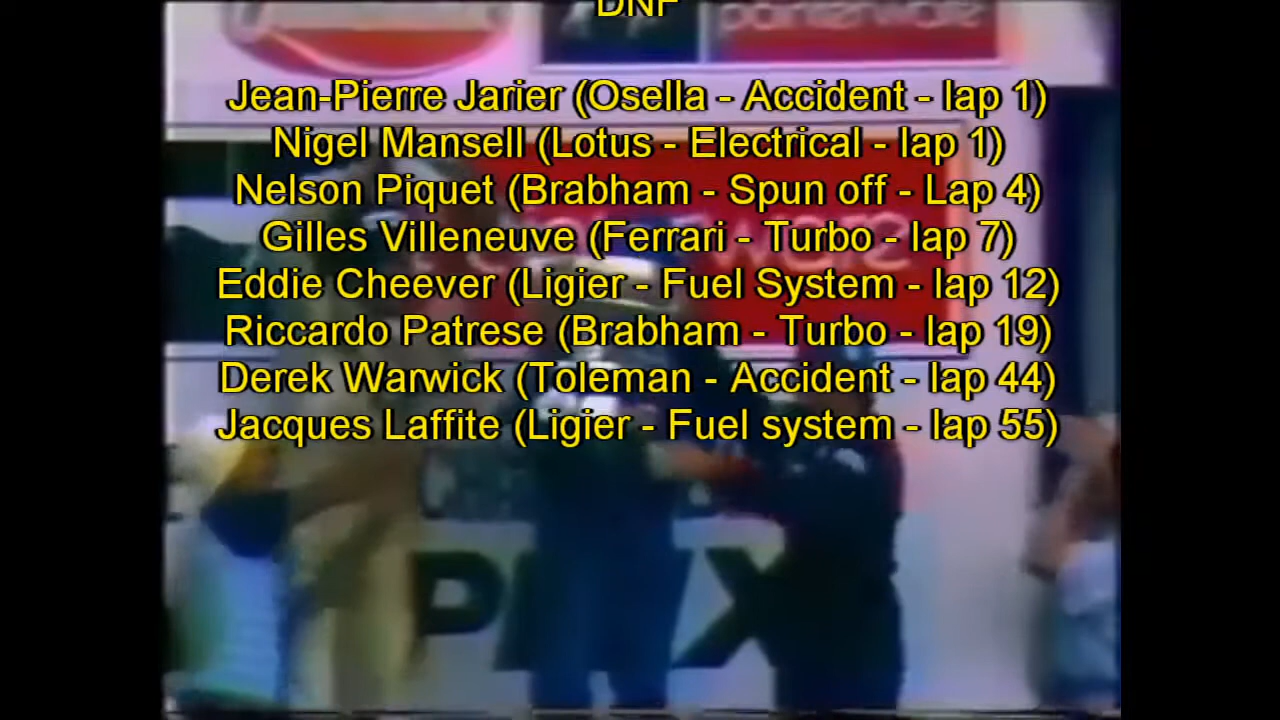 DNF
Jean-Pierre Jarier (Osella - Accident - lap 1)
Nigel Mansell (Lotus - Electrical - lap 1)
Nelson Piquet (Brabham - Spun off - Lap 4)
Gilles Villeneuve (Ferrari - Turbo - lap 7)
Eddie Cheever (Ligier - Fuel System - lap 12)
Riccardo Patrese (Brabham - Turbo - lap 19)
Derek Warwick (Toleman - Accident - lap 44)
Jacques Laffite (Ligier - Fuel system - lap 55)